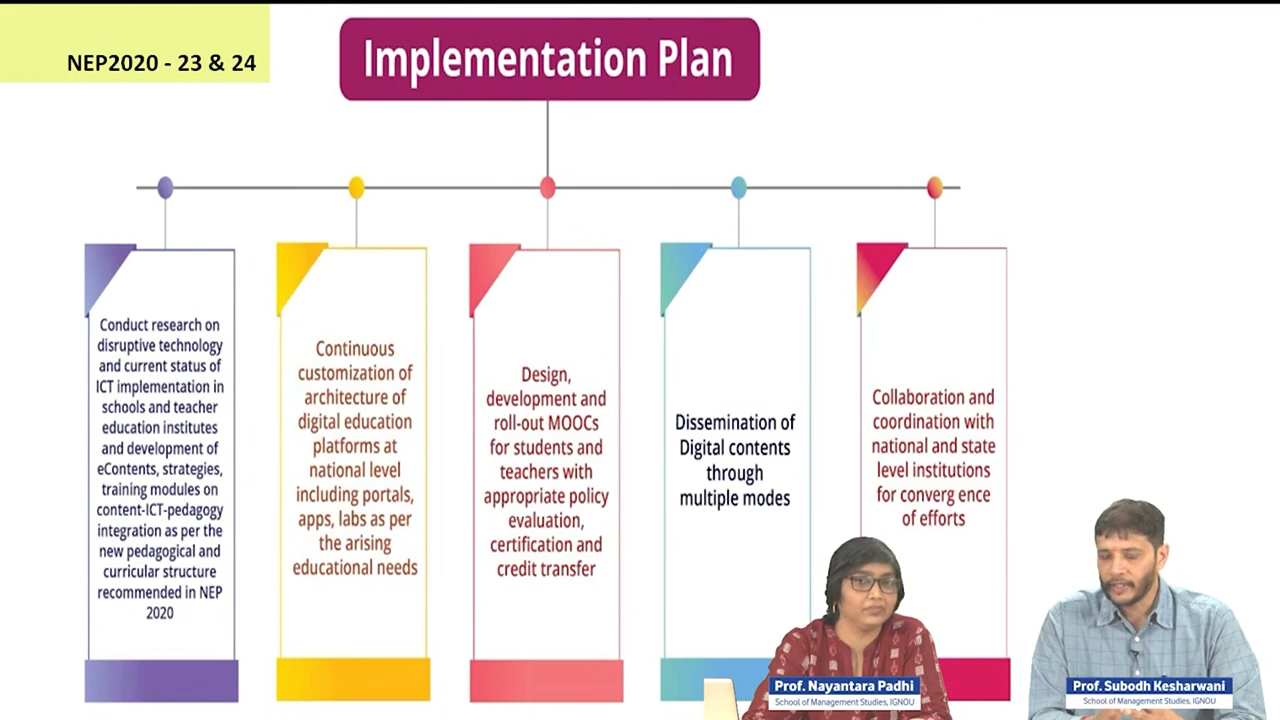 NEP2020 - 23 & 24
Implementation Plan
Conduct research on
disruptive technology
and current status of
ICT implementation in
schools and teacher
education institutes
and development of
eContents, strategies,
training modules on
content-ICT-pedagogy
integration as per the
new pedagogical and
curricular structure
recommended in NEP
2020
Continuous
customization of
architecture of
digital education
platforms at
national level
including portals,
apps, labs as per
the arising
educational needs
Design,
development and
roll-out MOOCs
for students and
teachers with
appropriate policy
evaluation,
certification and
credit transfer
Dissemination of
Digital contents
through
multiple modes
Collaboration and
coordination with
national and state
level institutions
for converg ence
of efforts
Prof. Nayantara Padhi
School of Management Studies, IGNOU
Prof. Subodh Kesharwani
School of Management Studies, IGNOU